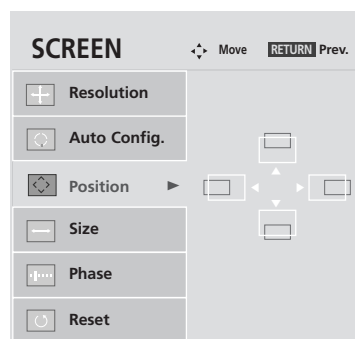 SCREEN Move RETURN Prev.
Resolution
Auto Config.
Position
Size
Phase
Reset